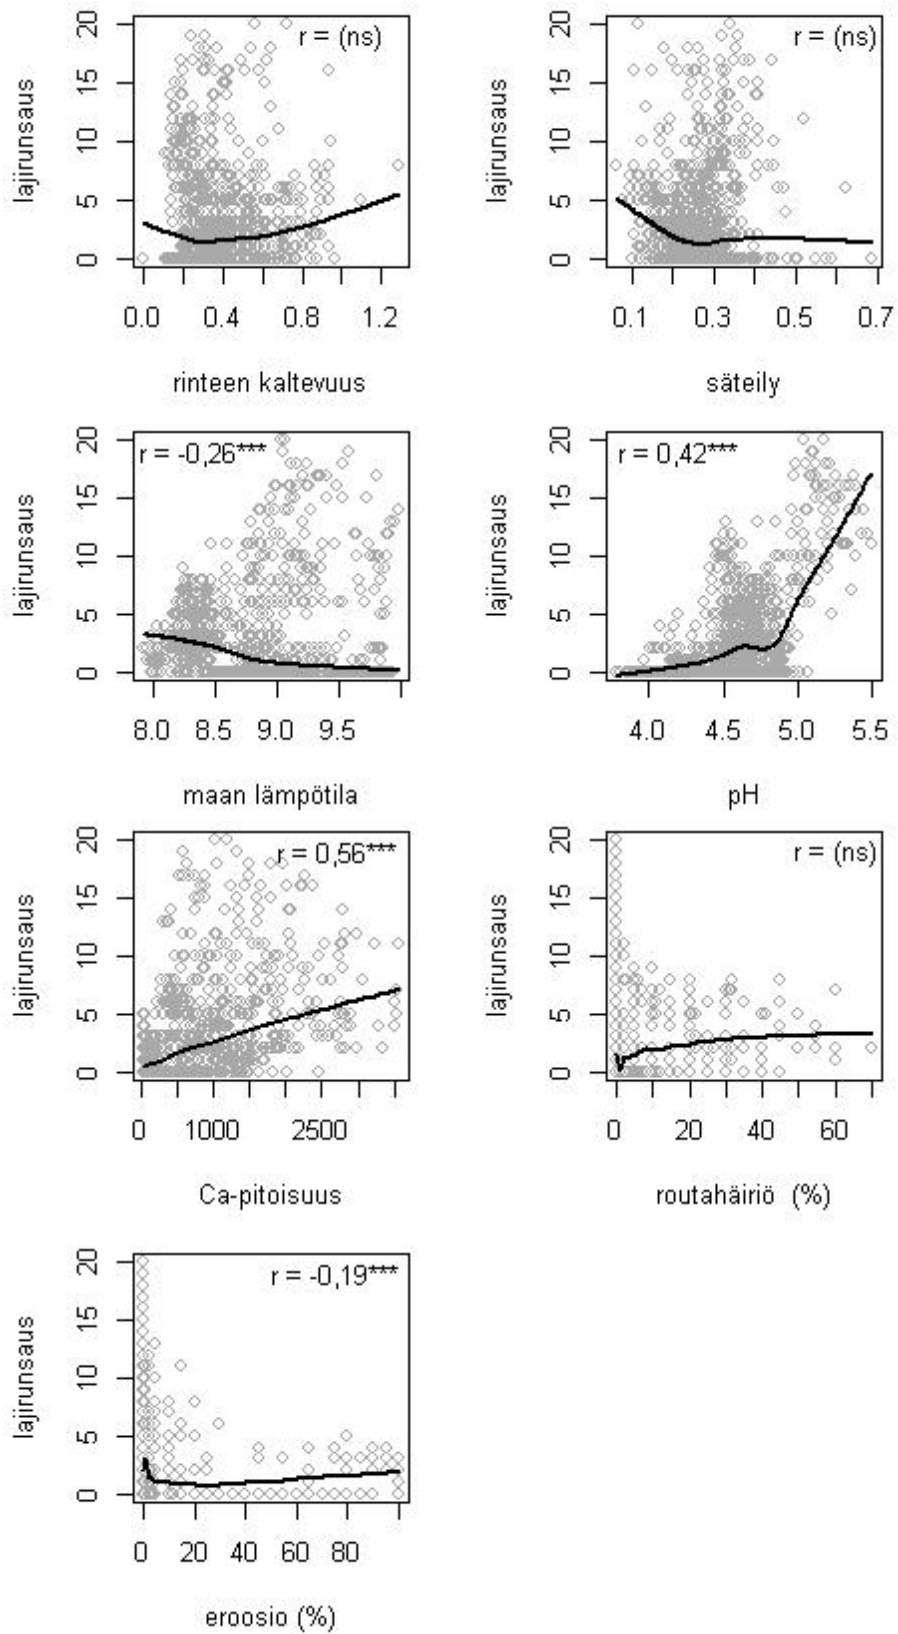 r = (ns)
lajirunsaus
20
15
10
5
0
0.0 0.4 0.8 1.2
rinteen kaltevuus
r = (ns)
lajirunsaus
20
15
10
5
0
0.1 0.3 0.5 0.7
säteily
r = -0,26***
lajirunsaus
20
15
10
5
0
8.0 8.5 9.0 9.5
maan lämpötila
r = 0,42***
lajirunsaus
20
15
10
5
0
4.0 4.5 5.0 5.5
pH
r = 0,56***
lajirunsaus
20
15
10
5
0
0 1000 2500
Ca-pitoisuus
r = (ns)
lajirunsaus
20
15
10
5
0
0 20 40 60
routahäiriö (%)
r = -0,19***
lajirunsaus
20
15
10
5
0
0 20 40 60 80
eroosio (%)